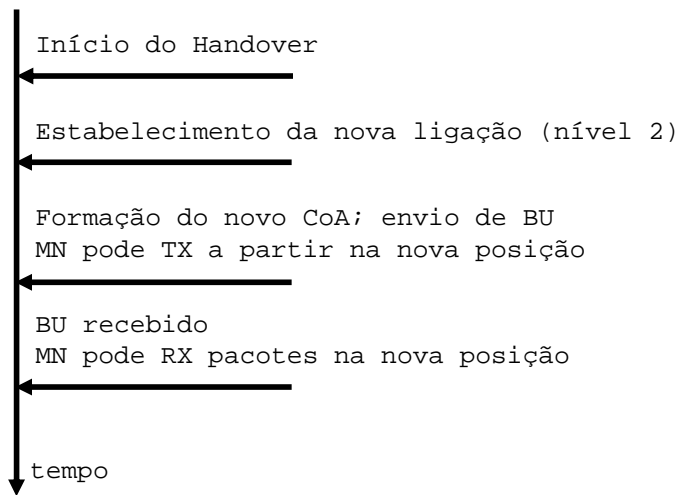 Início do Handover
Estabelecimento da nova ligação (nível 2)
Formação do novo CoA; envio de BU
MN pode TX a partir na nova posição
BU recebido
MN pode RX pacotes na nova posição
tempo